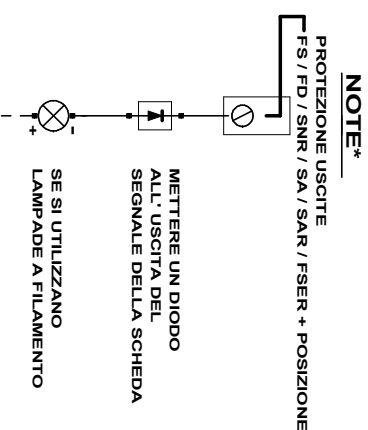 NOTE*
PROTEZIONE USCITE
FS / FD / SNR / SA / SAR / FSER + POSIZIONE
METTERE UN DIODO
ALL' USCITA DEL
SEGNALE DELLA SCHEDA
- +
SE SI UTILIZZANO
LAMPADE A FILAMENTO